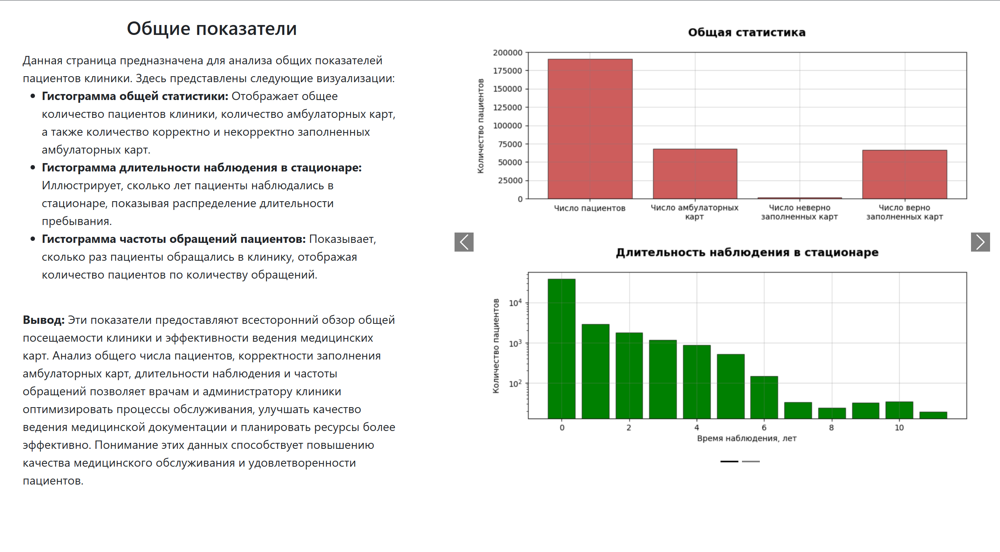 Общие показатели
Данная страница предназначена для анализа общих показателей
пациентов клиники. Здесь представлены следующие визуализации:
Гистограмма общей статистики: Отображает общее
количество пациентов клиники, количество амбулаторных карт,
а также количество корректно и некорректно заполненных
амбулаторных карт.
Гистограмма длительности наблюдения в стационаре:
Иллюстрирует, сколько лет пациенты наблюдались в
стационаре, показывая распределение длительности
пребывания.
Гистограмма частоты обращений пациентов: Показывает,
сколько раз пациенты обращались в клинику, отображая
количество пациентов по количеству обращений.
Вывод: Эти показатели предоставляют всесторонний обзор общей
посещаемости клиники и эффективности ведения медицинских
карт. Анализ общего числа пациентов, корректности заполнения
амбулаторных карт, длительности наблюдения и частоты
обращений позволяет врачам и администратору клиники
оптимизировать процессы обслуживания, улучшать качество
ведения медицинской документации и планировать ресурсы более
эффективно. Понимание этих данных способствует повышению
качества медицинского обслуживания и удовлетворенности
пациентов.
Общая статистика
Количество пациентов
200000
175000
150000
125000
100000
75000
50000
25000
0
Число пациентов
Число амбулаторных
карт
Число неверно
заполненных карт
Число верно
заполненных карт
Длительность наблюдения в стационаре
Количество пациентов
10⁴
10³
10²
0 2 4 6 8 10
Время наблюдения, лет